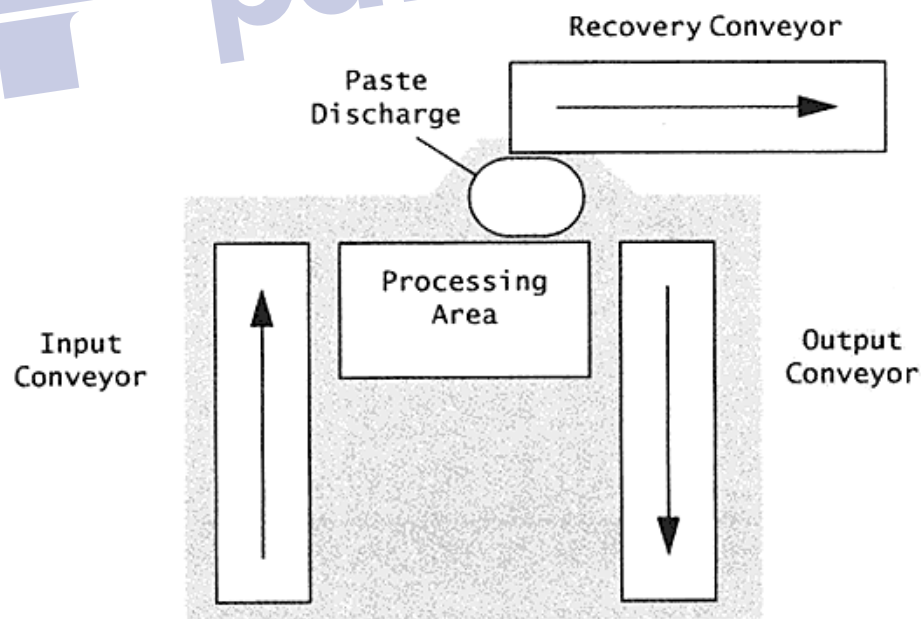 Recovery Conveyor
Paste
Discharge
Processing
Area
Input
Conveyor
Output
Conveyor